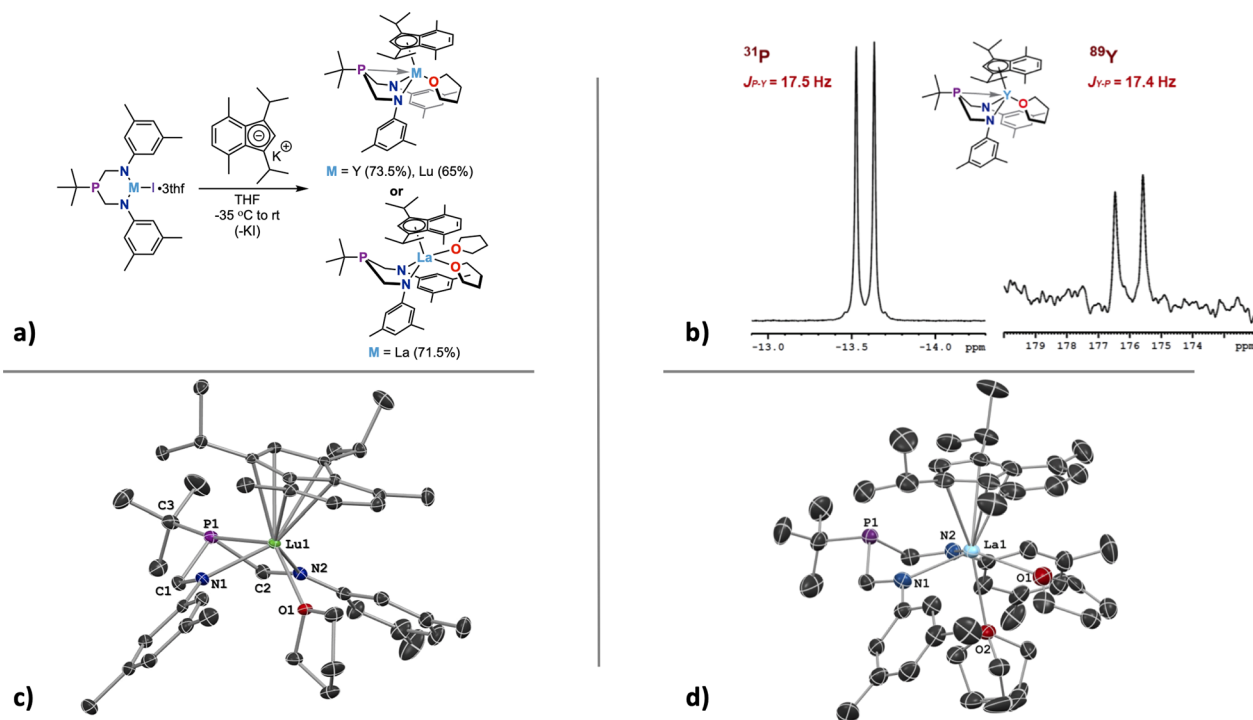 P
M
O
N
N
N
P
M–I•3thf
N
⊖
K⊕
THF
-35 °C to rt
(-KI)
M = Y (73.5%), Lu (65%)
or
P
La
O
O
N
N
M = La (71.5%)
a)
31P
JP-Y = 17.5 Hz
P
Y
O
N
N
89Y
JY-P = 17.4 Hz
-13.0 -13.5 -14.0 ppm
179 178 177 176 175 174 ppm
b)
C3
P1
Lu1
C1
N1
C2
N2
O1
c)
P1
N2
La1
N1
O1
O2
d)